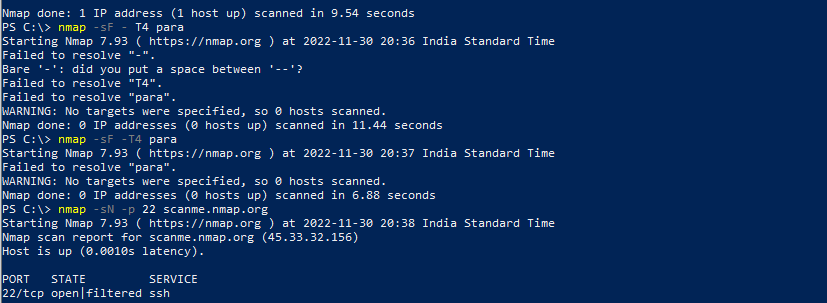 Nmap done: 1 IP address (1 host up) scanned in 9.54 seconds
PS C:\> nmap -sF - T4 para
Starting Nmap 7.93 ( https://nmap.org ) at 2022-11-30 20:36 India Standard Time
Failed to resolve "-".
Bare '-': did you put a space between '--'?
Failed to resolve "T4".
Failed to resolve "para".
WARNING: No targets were specified, so 0 hosts scanned.
Nmap done: 0 IP addresses (0 hosts up) scanned in 11.44 seconds
PS C:\> nmap -sF -T4 para
Starting Nmap 7.93 ( https://nmap.org ) at 2022-11-30 20:37 India Standard Time
Failed to resolve "para".
WARNING: No targets were specified, so 0 hosts scanned.
Nmap done: 0 IP addresses (0 hosts up) scanned in 6.88 seconds
PS C:\> nmap -sN -p 22 scanme.nmap.org
Starting Nmap 7.93 ( https://nmap.org ) at 2022-11-30 20:38 India Standard Time
Nmap scan report for scanme.nmap.org (45.33.32.156)
Host is up (0.0010s latency).
PORT   STATE         SERVICE
22/tcp open|filtered ssh